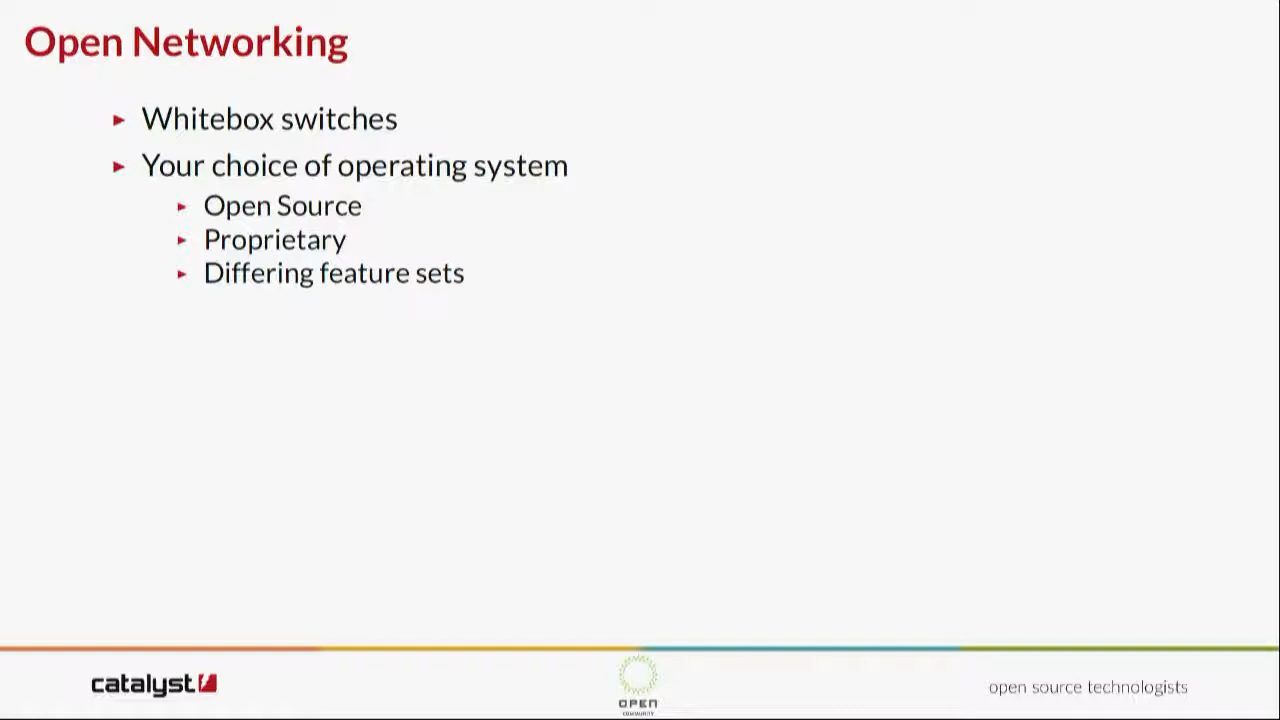 Open Networking
Whitebox switches
Your choice of operating system
Open Source
Proprietary
Differing feature sets
catalyst
OPEN
COMMUNITY
open source technologists